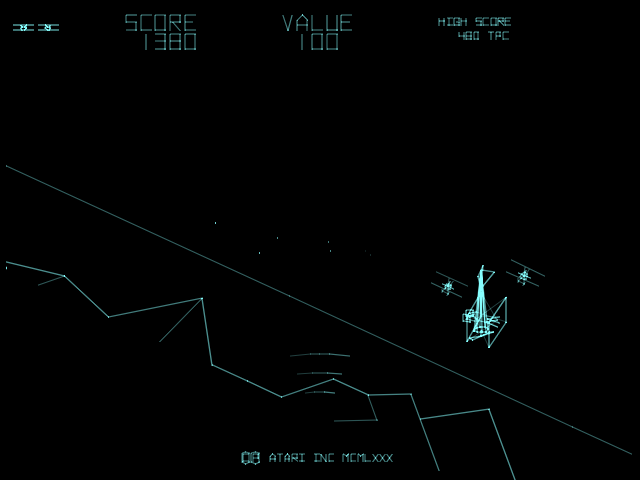 SCORE
1380
VALUE
100
HIGH SCORE
480 TPC
ATARI INC MCMLXXX